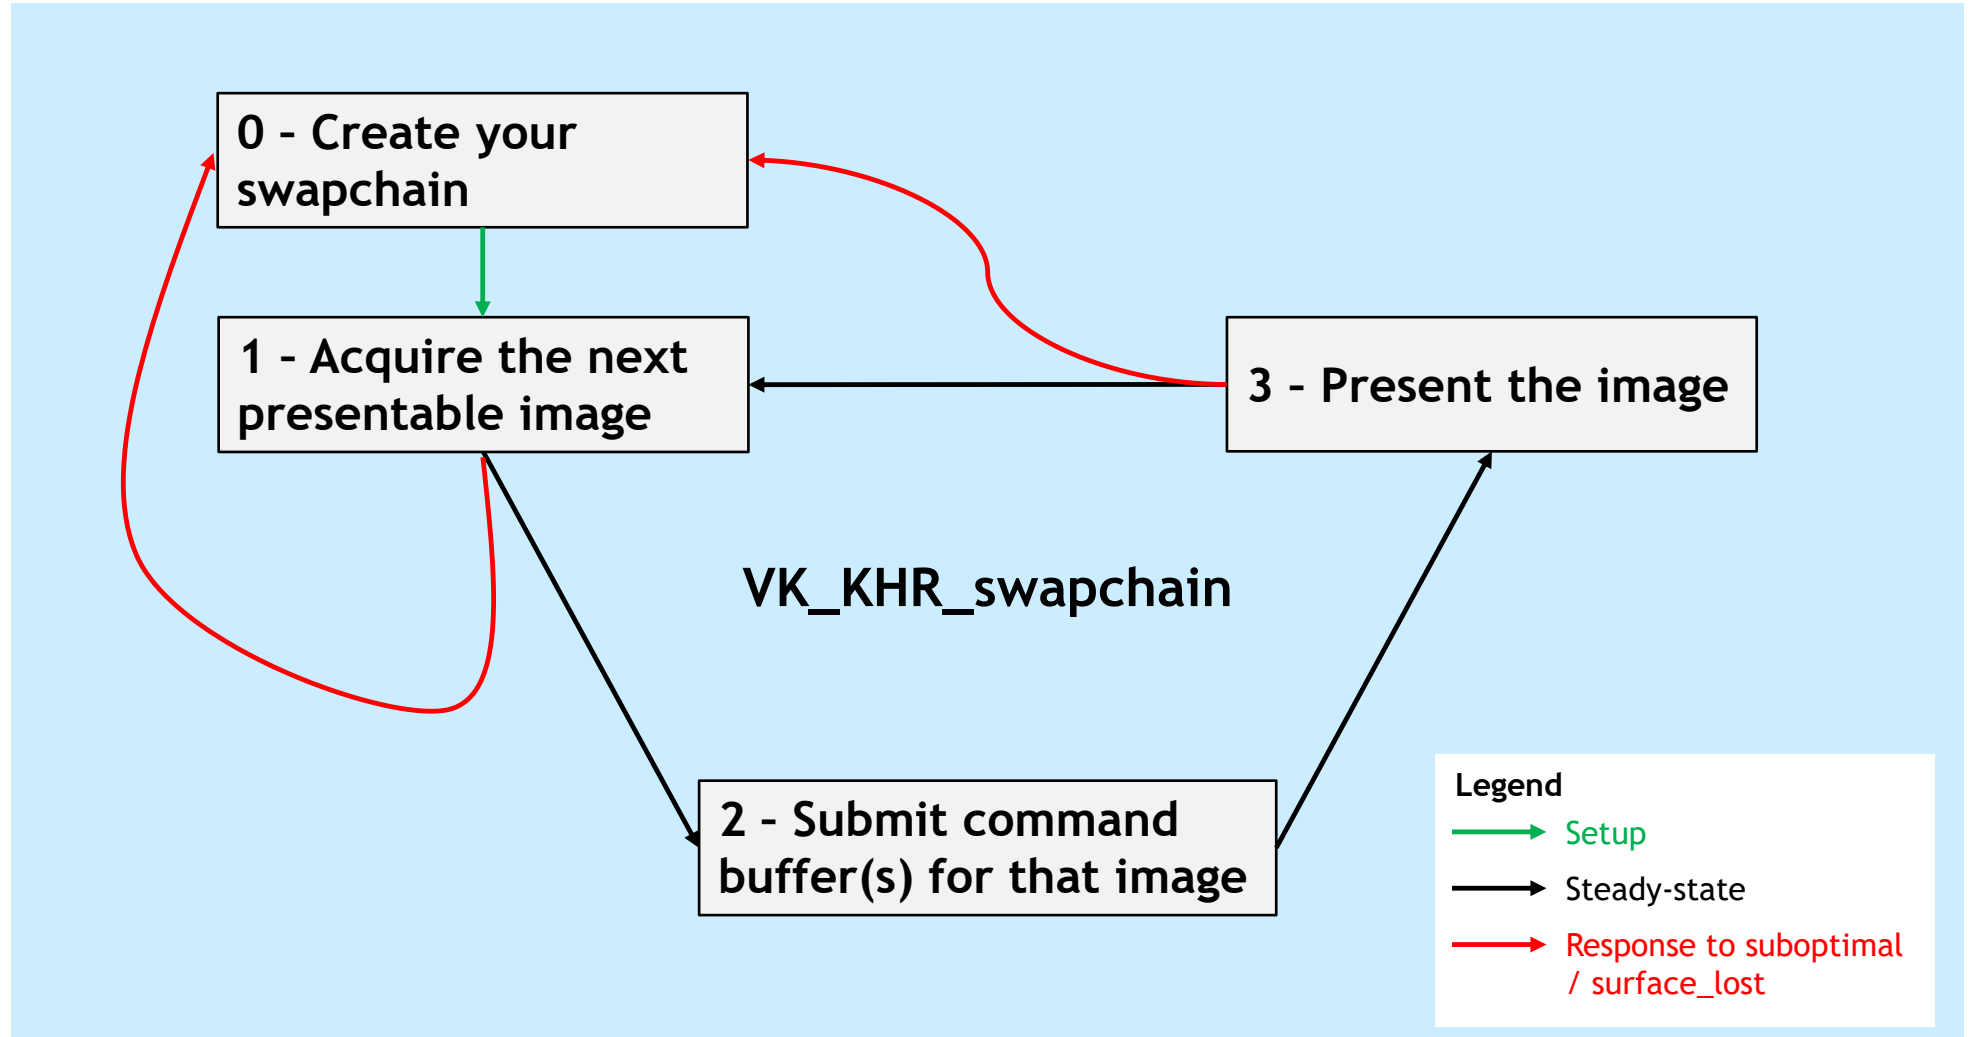 0 – Create your
swapchain
1 – Acquire the next
presentable image
3 – Present the image
VK_KHR_swapchain
2 – Submit command
buffer(s) for that image
Legend
Setup
Steady-state
Response to suboptimal
/ surface_lost